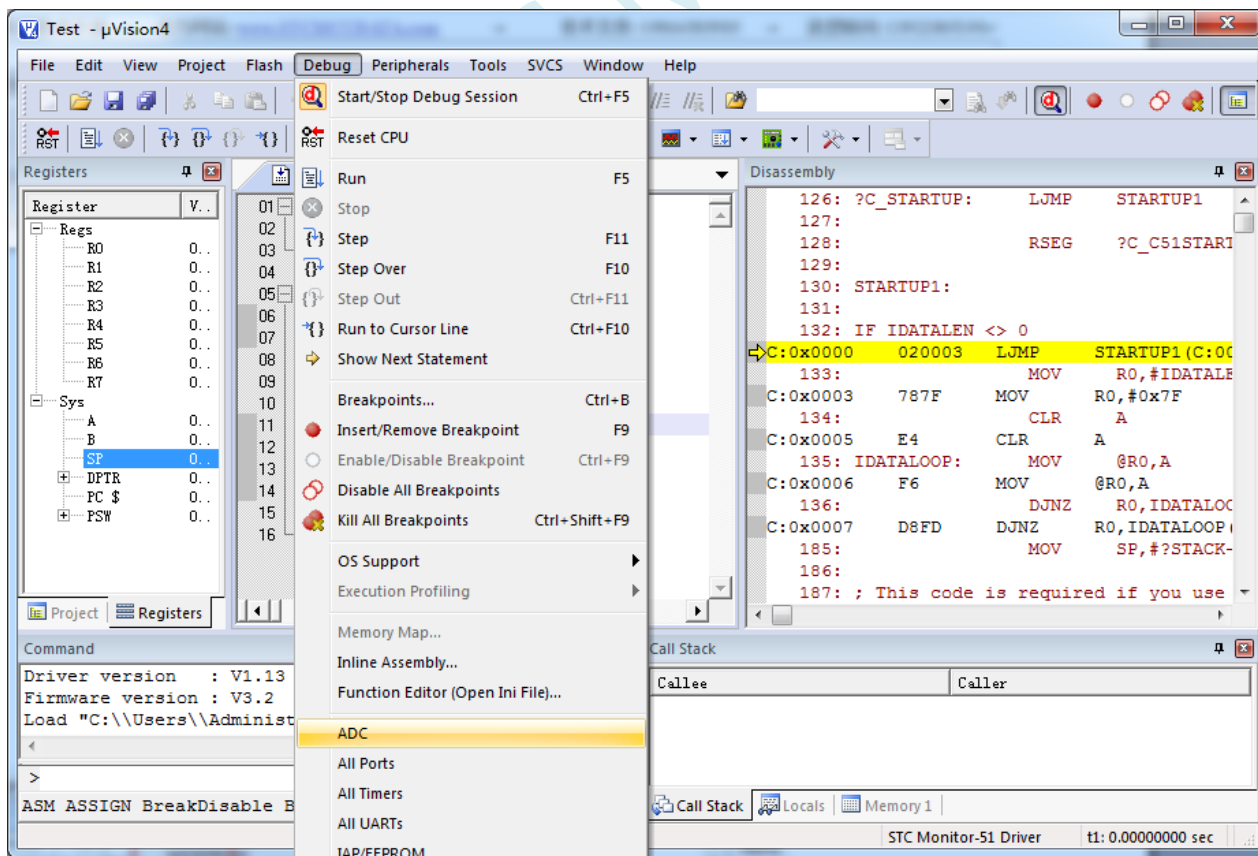 Test - µVision4
File Edit View Project Flash Debug Peripherals Tools SVCS Window Help
Registers
Register V..
Regs
R0 0..
R1 0..
R2 0..
R3 0..
R4 0..
R5 0..
R6 0..
R7 0..
Sys
A 0..
B 0..
SP 0..
DPTR 0..
PC $ 0..
PSW 0..
Project Registers
01
02
03
04
05
06
07
08
09
10
11
12
13
14
15
16
Start/Stop Debug Session Ctrl+F5
RST Reset CPU
Run F5
Stop
Step F11
Step Over F10
Step Out Ctrl+F11
Run to Cursor Line Ctrl+F10
Show Next Statement
Breakpoints... Ctrl+B
Insert/Remove Breakpoint F9
Enable/Disable Breakpoint Ctrl+F9
Disable All Breakpoints
Kill All Breakpoints Ctrl+Shift+F9
OS Support
Execution Profiling
Memory Map...
Inline Assembly...
Function Editor (Open Ini File)...
ADC
All Ports
All Timers
All UARTs
IAP/EEPROM
Disassembly
126: ?C_STARTUP: LJMP STARTUP1
127:
128: RSEG ?C_C51START
129:
130: STARTUP1:
131:
132: IF IDATALEN <> 0
C:0x0000 020003 LJMP STARTUP1(C:00
133: MOV R0,#IDATALE
C:0x0003 787F MOV R0,#0x7F
134: CLR A
C:0x0005 E4 CLR A
135: IDATALOOP: MOV @R0,A
C:0x0006 F6 MOV @R0,A
136: DJNZ R0,IDATALOO
C:0x0007 D8FD DJNZ R0,IDATALOOP(
185: MOV SP,#?STACK-
186:
187: ; This code is required if you use
Command
Driver version : V1.13
Firmware version : V3.2
Load "C:\\Users\\Administ
>
ASM ASSIGN BreakDisable B
Call Stack
Callee Caller
Call Stack Locals Memory 1
STC Monitor-51 Driver t1: 0.00000000 sec